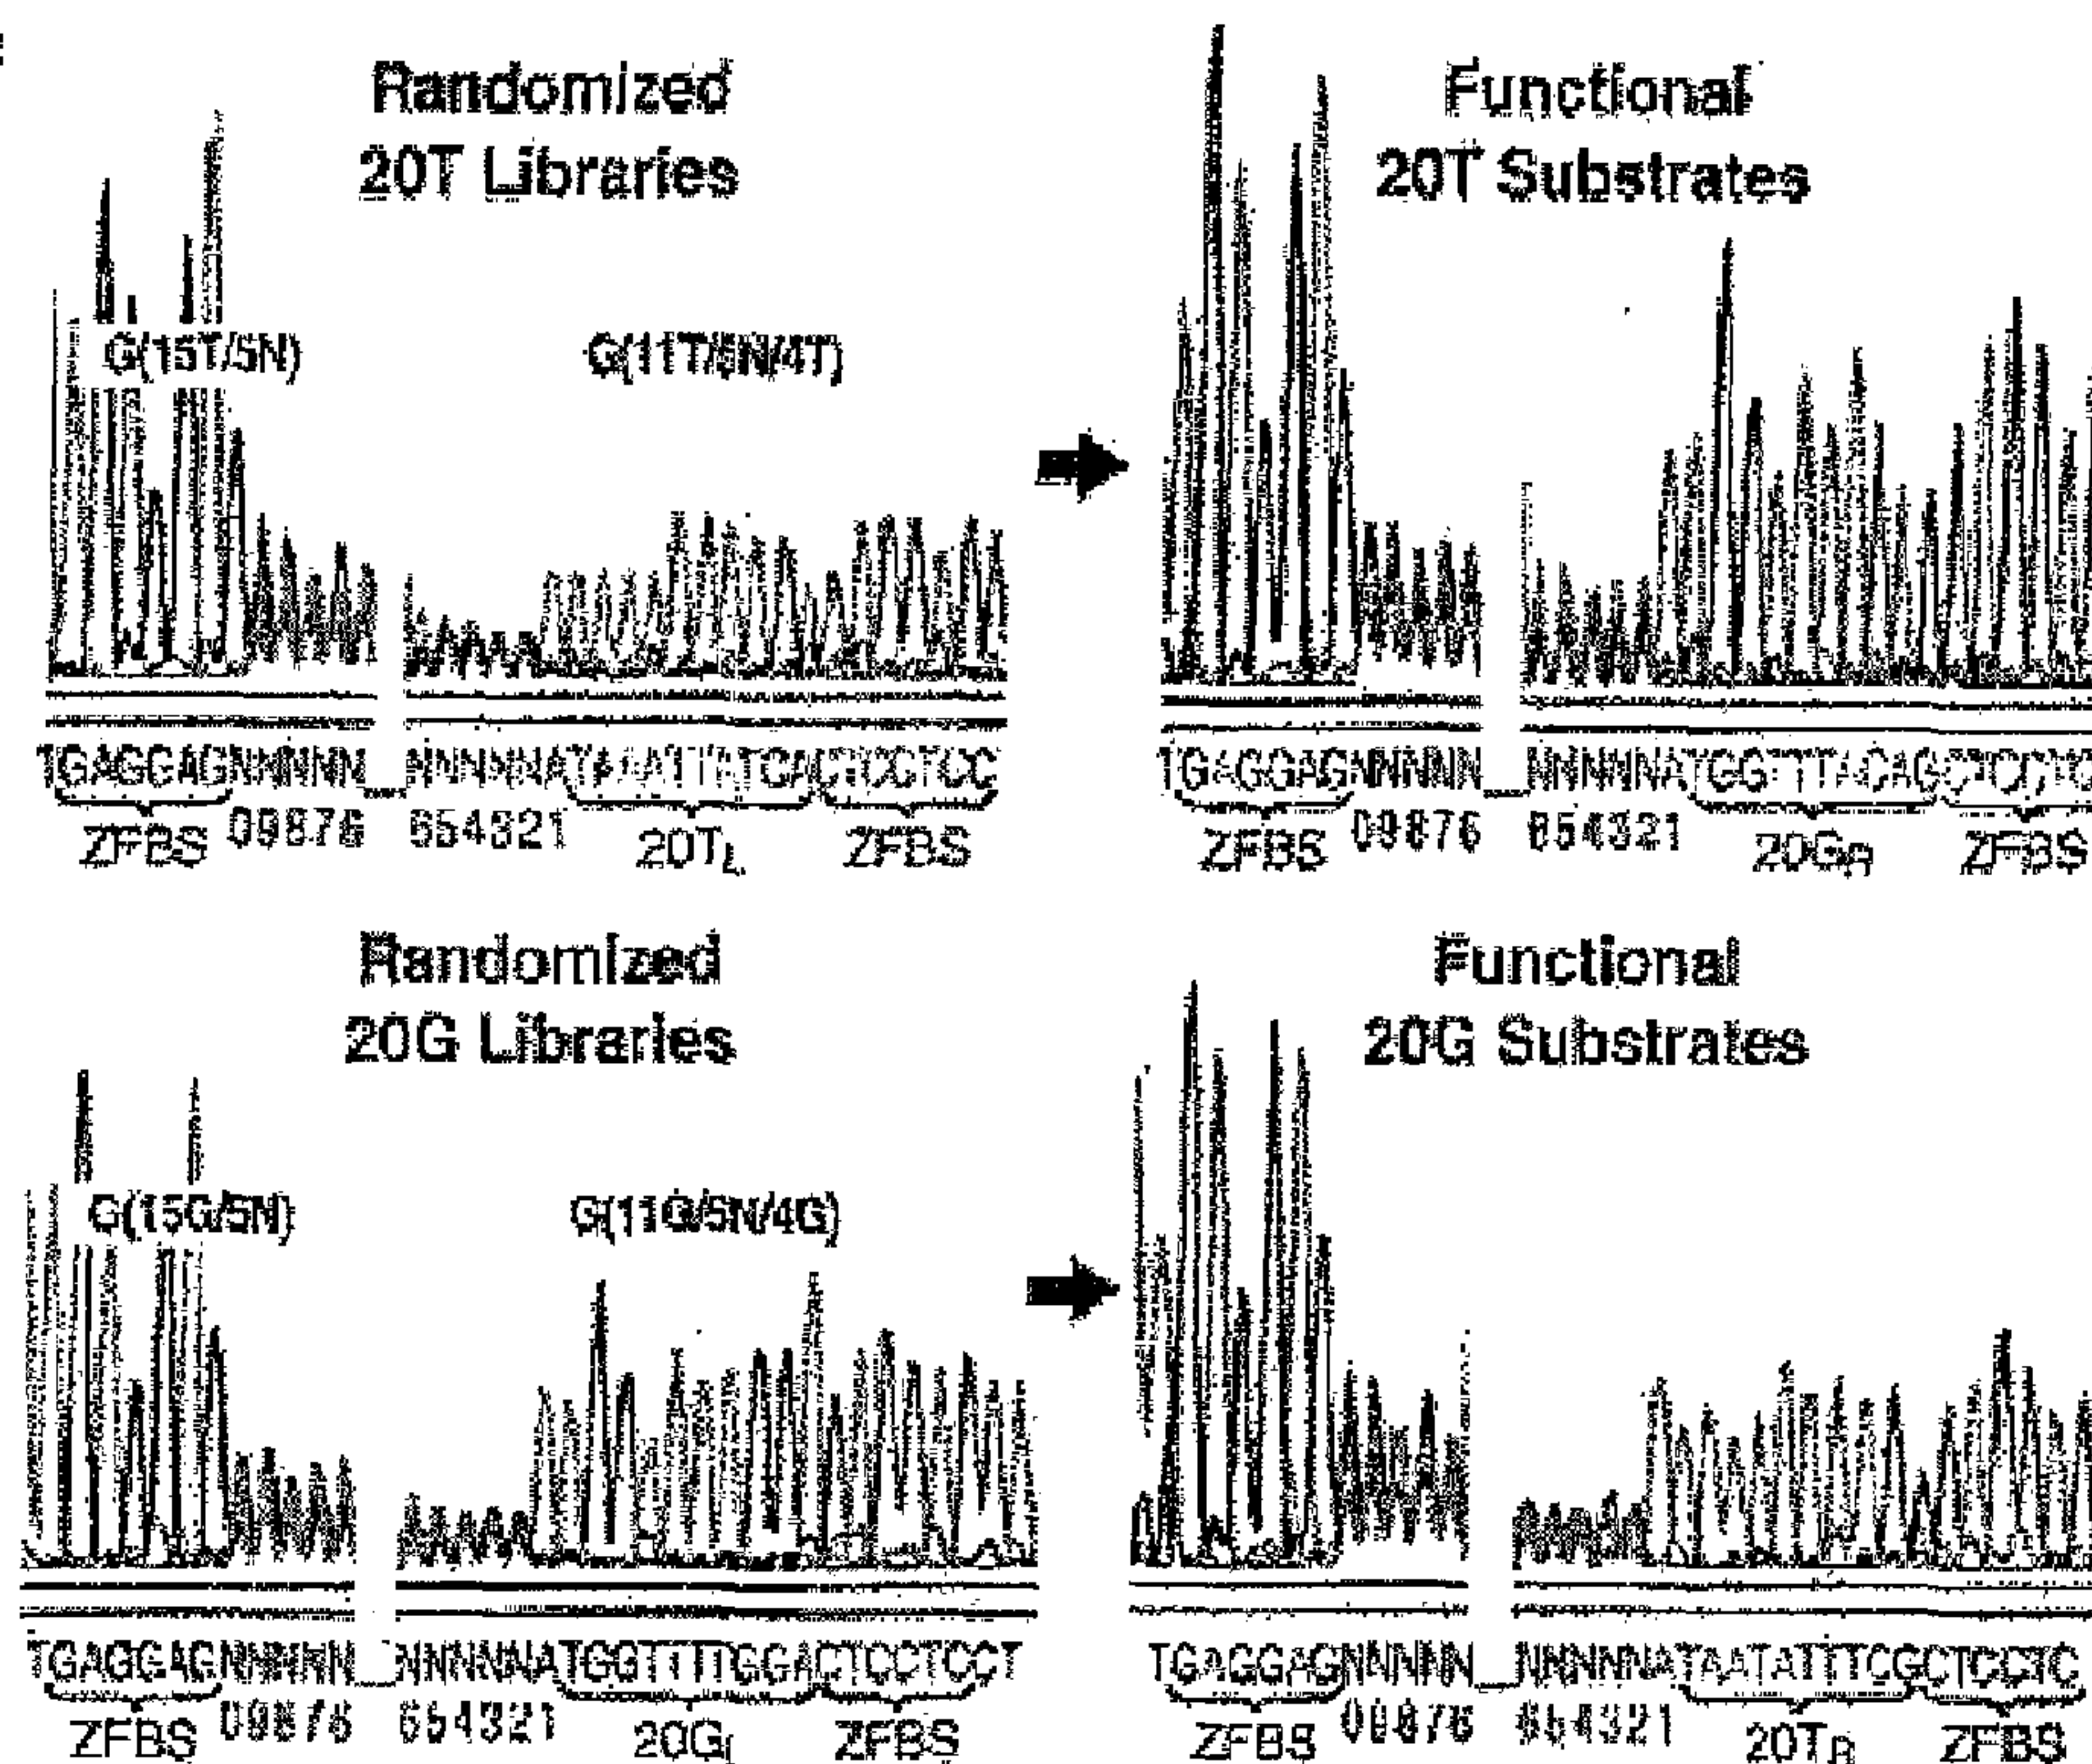 Randomized
20T Libraries
G(15T/5N)
G(11T/5N/4T)
TGAGGAGNNNNN
ZFBS
09876
654321
20TL
ZFBS
Functional
20T Substrates
TGAGGAGNNNNN
NNNNNATGGTTTACAG
ZFBS
09876
654321
20GR
ZFBS
Randomized
20G Libraries
G(15G/5N)
G(11G/5N/4G)
TGAGGAGNNNNN
NNNNNATGGTTTTGGACTCCTCCT
ZFBS
09876
654321
20GL
ZFBS
Functional
20G Substrates
TGAGGAGNNNNN
NNNNNATAATATTTCGCTCCTC
ZFBS
09876
654321
20TR
ZFBS